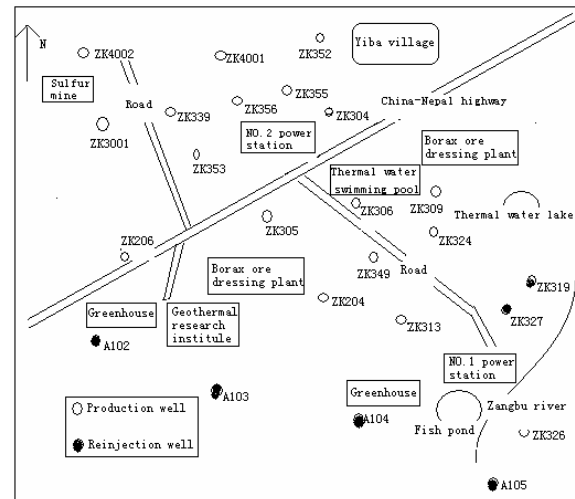 N
ZK4002
ZK4001
ZK352
Yiba village
Sulfur
mine
Road
ZK339
ZK356
ZK355
ZK304
China-Nepal highway
ZK3001
NO.2 power
station
ZK353
Borax ore
dressing plant
Thermal water
swimming pool
ZK306
ZK309
Thermal water lake
ZK305
ZK324
ZK206
Borax ore
dressing plant
ZK349
Road
ZK319
Greenhouse
Geothermal
research
institule
ZK204
ZK313
ZK327
A102
NO.1 power
station
A103
Greenhouse
A104
Production well
Reinjection well
Zangbu river
Fish pond
ZK326
A105